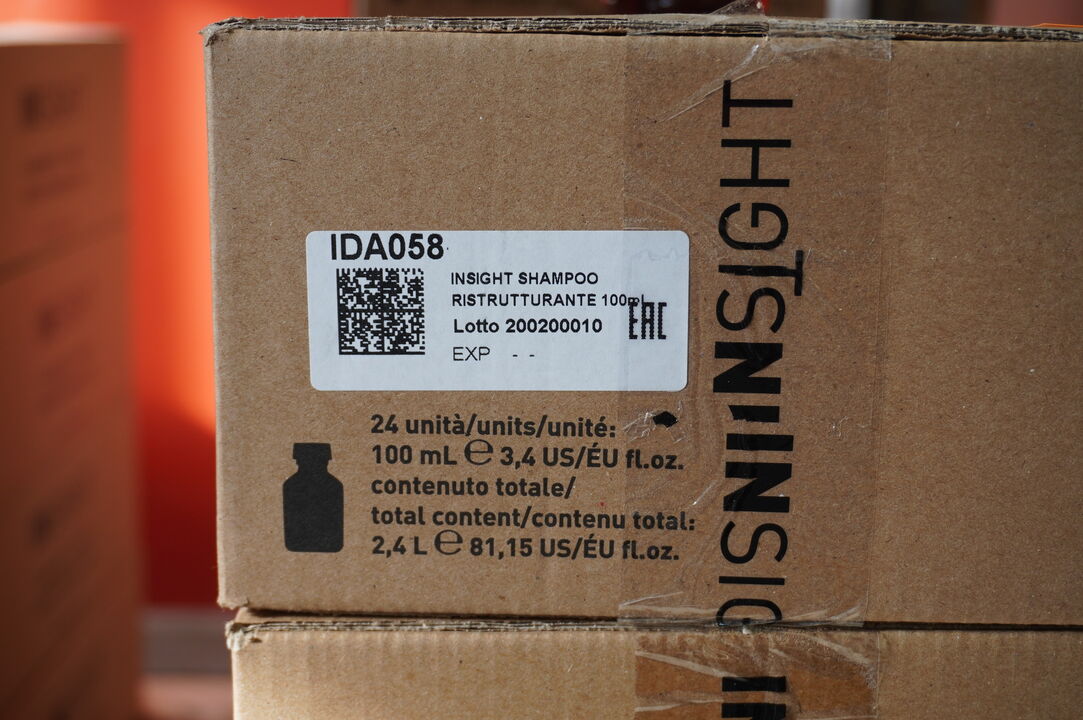 IDA058
INSIGHT SHAMPOO
RISTRUTTURANTE 100ml
Lotto 200200010
EXP - -
EAC
24 unità/units/unité:
100 mL ℮ 3,4 US/ÉU fl.oz.
contenuto totale/
total content/contenu total:
2,4 L ℮ 81,15 US/ÉU fl.oz.
INSIGHT